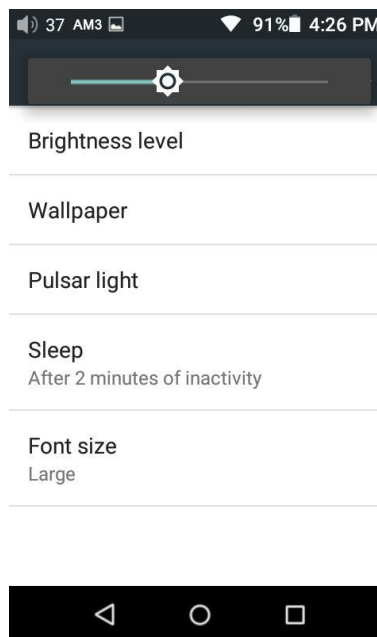 37 AM3 91% 4:26 PM
Brightness level
Wallpaper
Pulsar light
Sleep
After 2 minutes of inactivity
Font size
Large